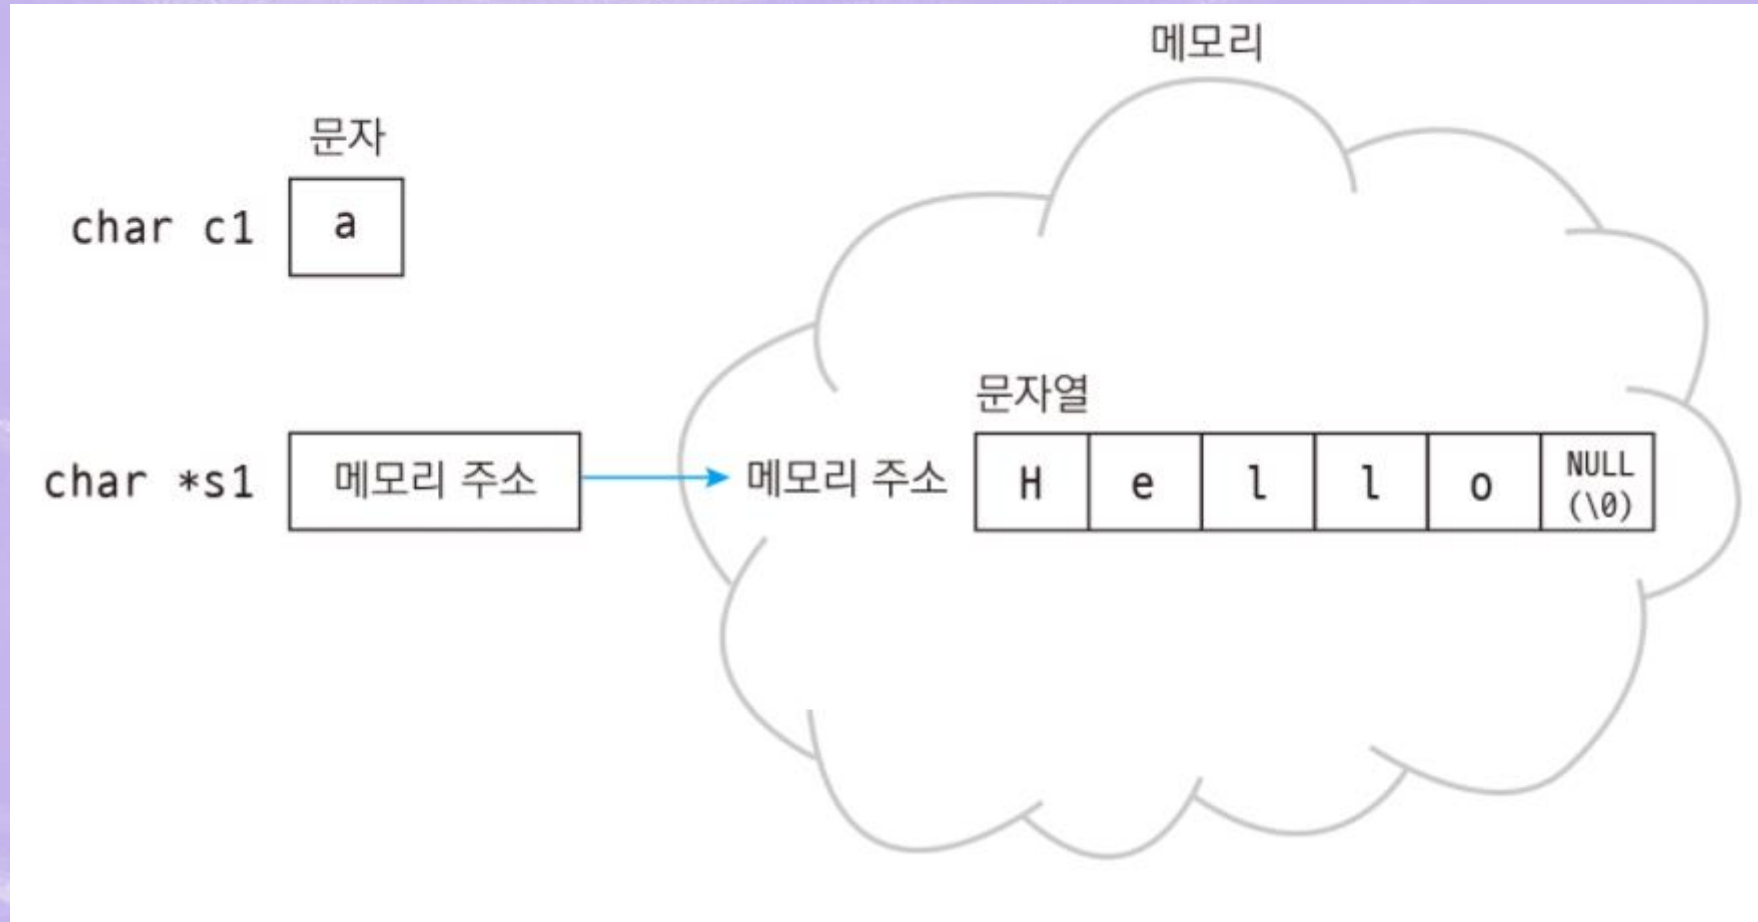 메모리
문자
char c1 a
문자열
char *s1 메모리 주소 메모리 주소 H e l l o NULL (\0)